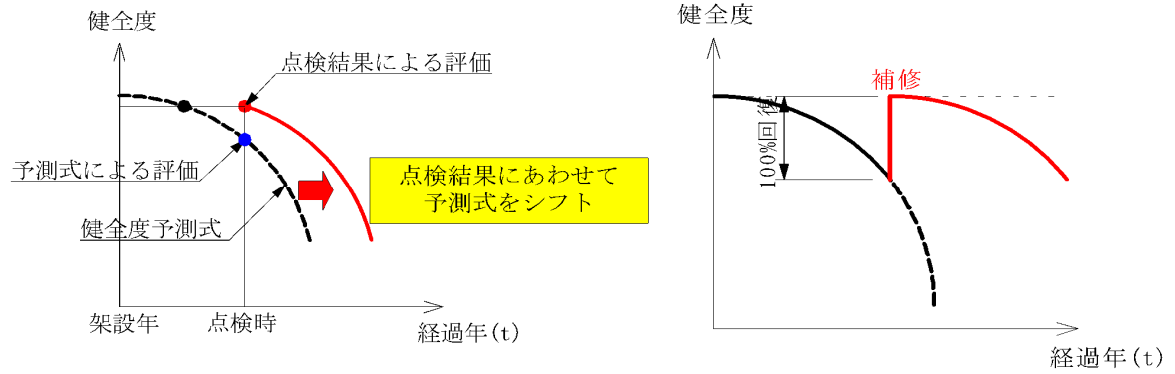 健全度
点検結果による評価
予測式による評価
健全度予測式
点検結果にあわせて
予測式をシフト
架設年
点検時
経過年(t)
健全度
補修
100%回復
経過年(t)